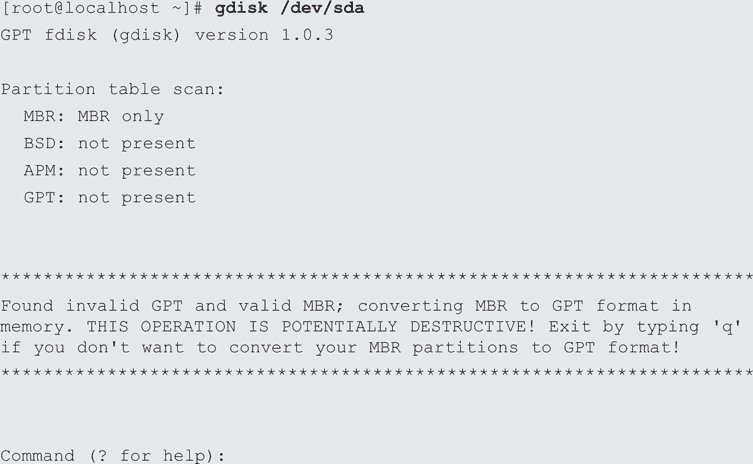 [root@localhost ~]# gdisk /dev/sda
GPT fdisk (gdisk) version 1.0.3
Partition table scan:
MBR: MBR only
BSD: not present
APM: not present
GPT: not present
***********************************************************************
Found invalid GPT and valid MBR; converting MBR to GPT format in
memory. THIS OPERATION IS POTENTIALLY DESTRUCTIVE! Exit by typing 'q'
if you don't want to convert your MBR partitions to GPT format!
***********************************************************************
Command (? for help):